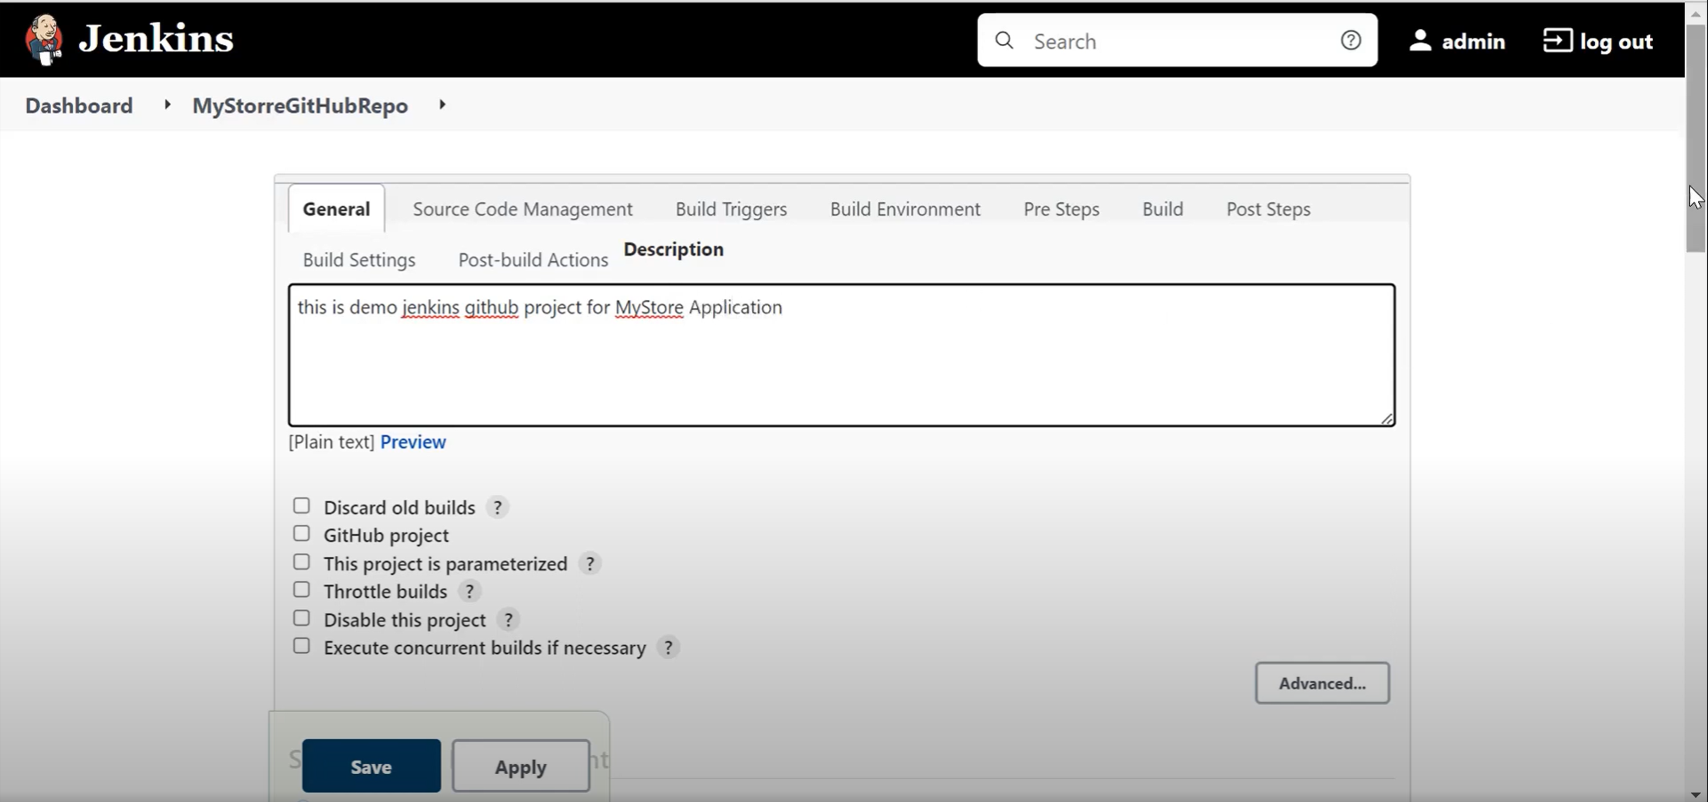 Jenkins
Search
admin
log out
Dashboard
MyStorreGitHubRepo
General
Source Code Management
Build Triggers
Build Environment
Pre Steps
Build
Post Steps
Build Settings
Post-build Actions
Description
this is demo jenkins github project for MyStore Application
[Plain text] Preview
Discard old builds ?
GitHub project
This project is parameterized ?
Throttle builds ?
Disable this project ?
Execute concurrent builds if necessary ?
Advanced...
Save
Apply